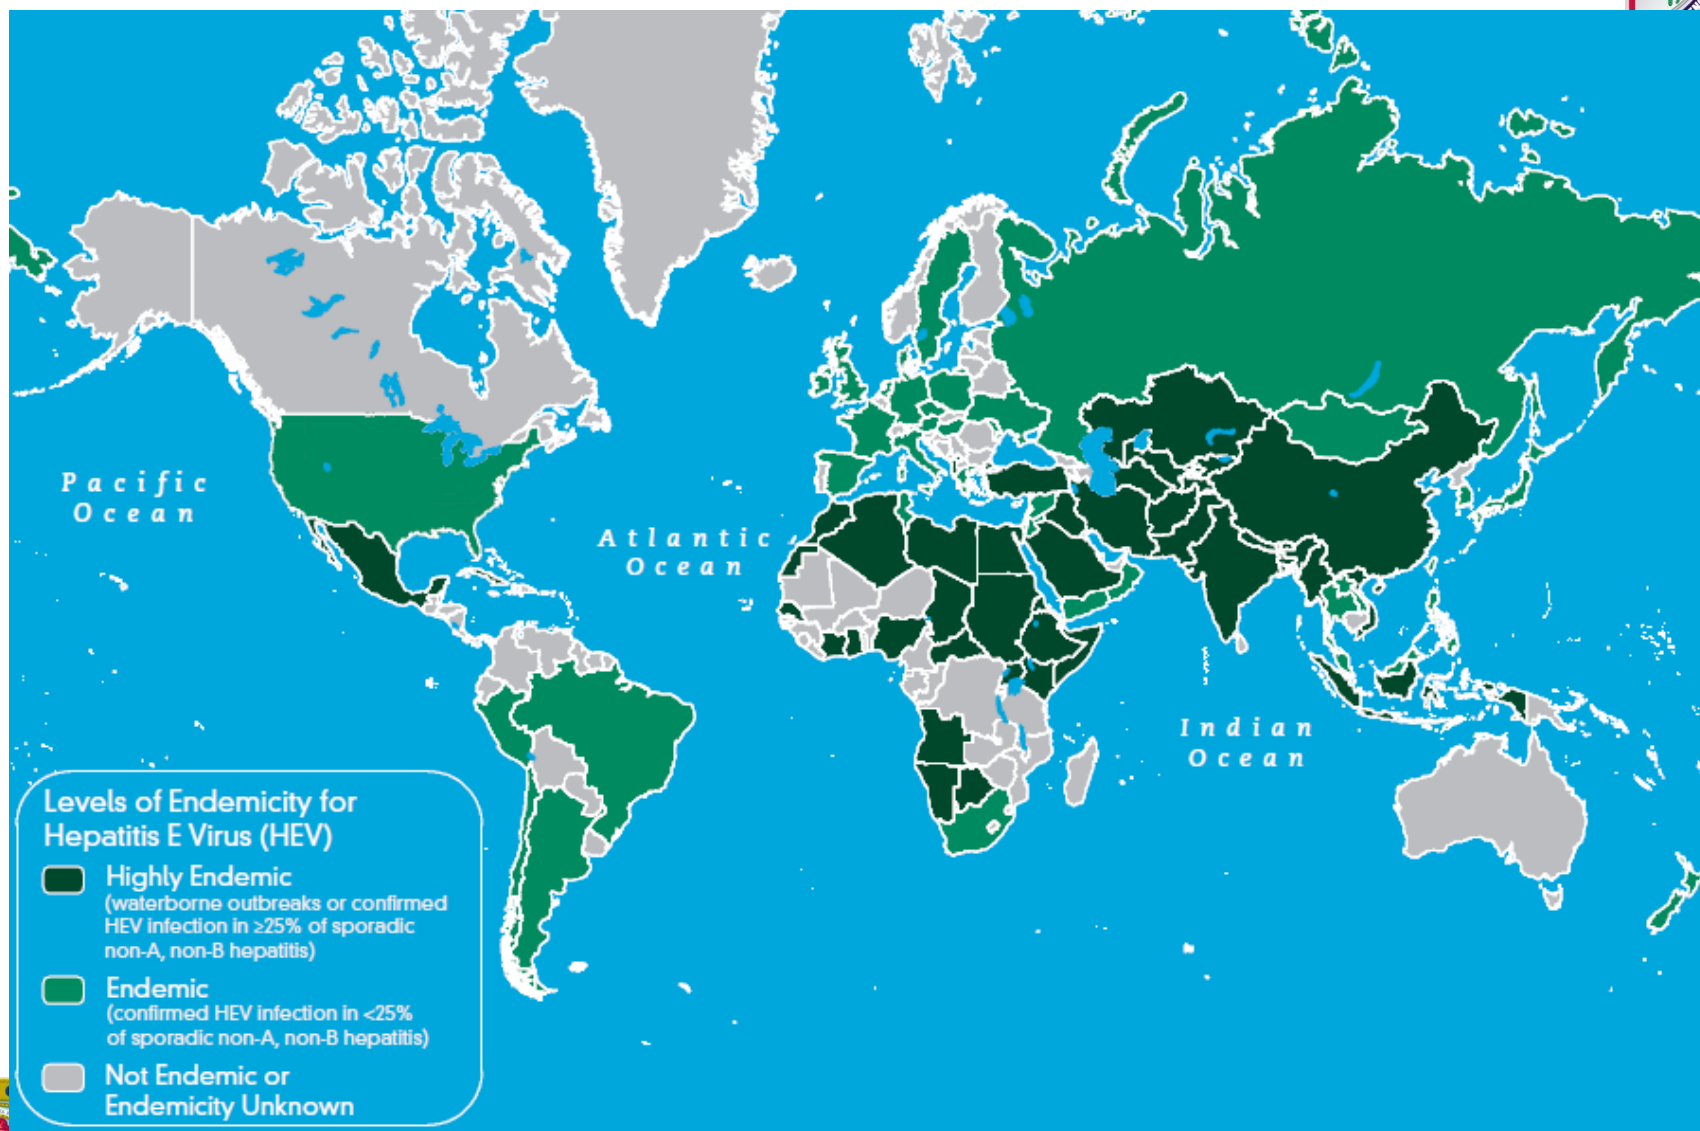 Pacific
Ocean
Atlantic
Ocean
Indian
Ocean
Levels of Endemicity for
Hepatitis E Virus (HEV)
Highly Endemic
(waterborne outbreaks or confirmed
HEV infection in ≥25% of sporadic
non-A, non-B hepatitis)
Endemic
(confirmed HEV infection in <25%
of sporadic non-A, non-B hepatitis)
Not Endemic or
Endemicity Unknown